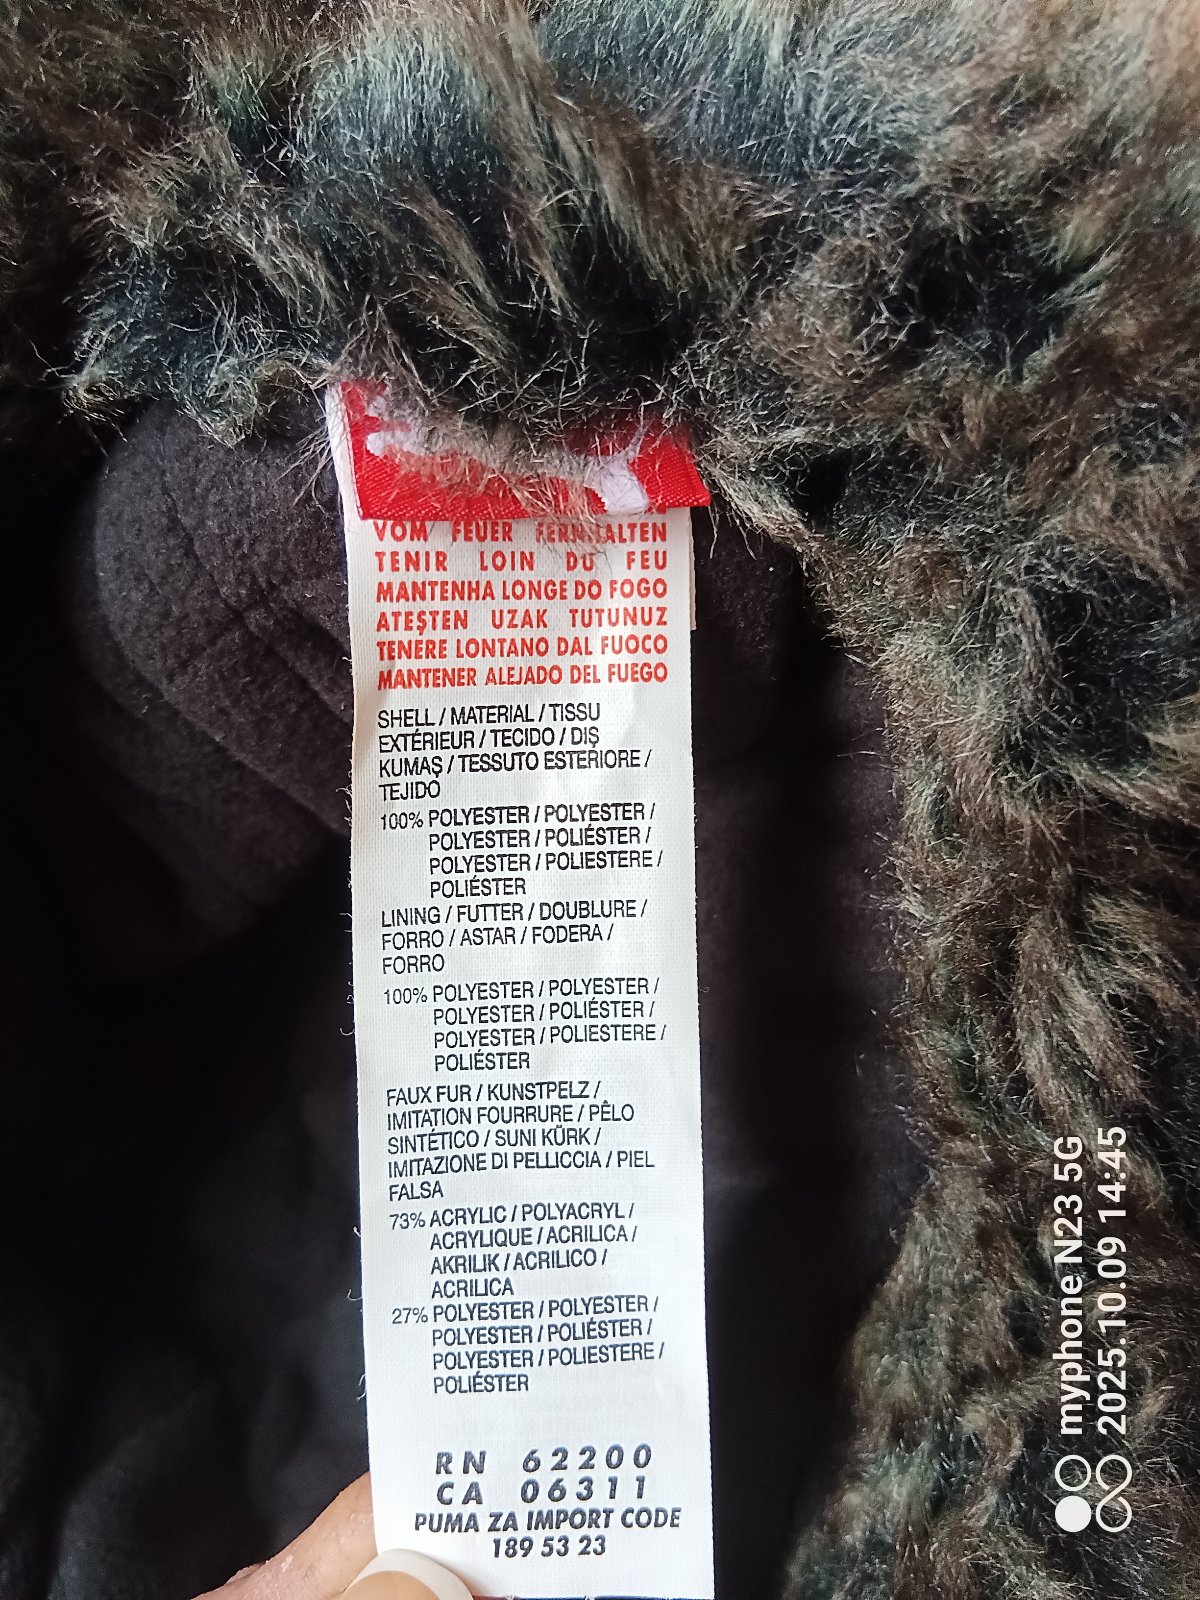 VOM FEUER FERNHALTEN
TENIR LOIN DU FEU
MANTENHA LONGE DO FOGO
ATEŞTEN UZAK TUTUNUZ
TENERE LONTANO DAL FUOCO
MANTENER ALEJADO DEL FUEGO
SHELL / MATERIAL / TISSU
EXTÉRIEUR / TECIDO / DIŞ
KUMAŞ / TESSUTO ESTERIORE /
TEJIDO
100% POLYESTER / POLYESTER /
POLYESTER / POLIÉSTER /
POLYESTER / POLIESTERE /
POLIÉSTER
LINING / FUTTER / DOUBLURE /
FORRO / ASTAR / FODERA /
FORRO
100% POLYESTER / POLYESTER /
POLYESTER / POLIÉSTER /
POLYESTER / POLIESTERE /
POLIÉSTER
FAUX FUR / KUNSTPELZ /
IMITATION FOURRURE / PÊLO
SINTÉTICO / SUNI KÜRK /
IMITAZIONE DI PELLICCIA / PIEL
FALSA
73% ACRYLIC / POLYACRYL /
ACRYLIQUE / ACRILICA /
AKRILIK / ACRILICO /
ACRILICA
27% POLYESTER / POLYESTER /
POLYESTER / POLIÉSTER /
POLYESTER / POLIESTERE /
POLIÉSTER
RN 62200
CA 06311
PUMA ZA IMPORT CODE
189 53 23
myphone N23 5G
2025.10.09 14:45